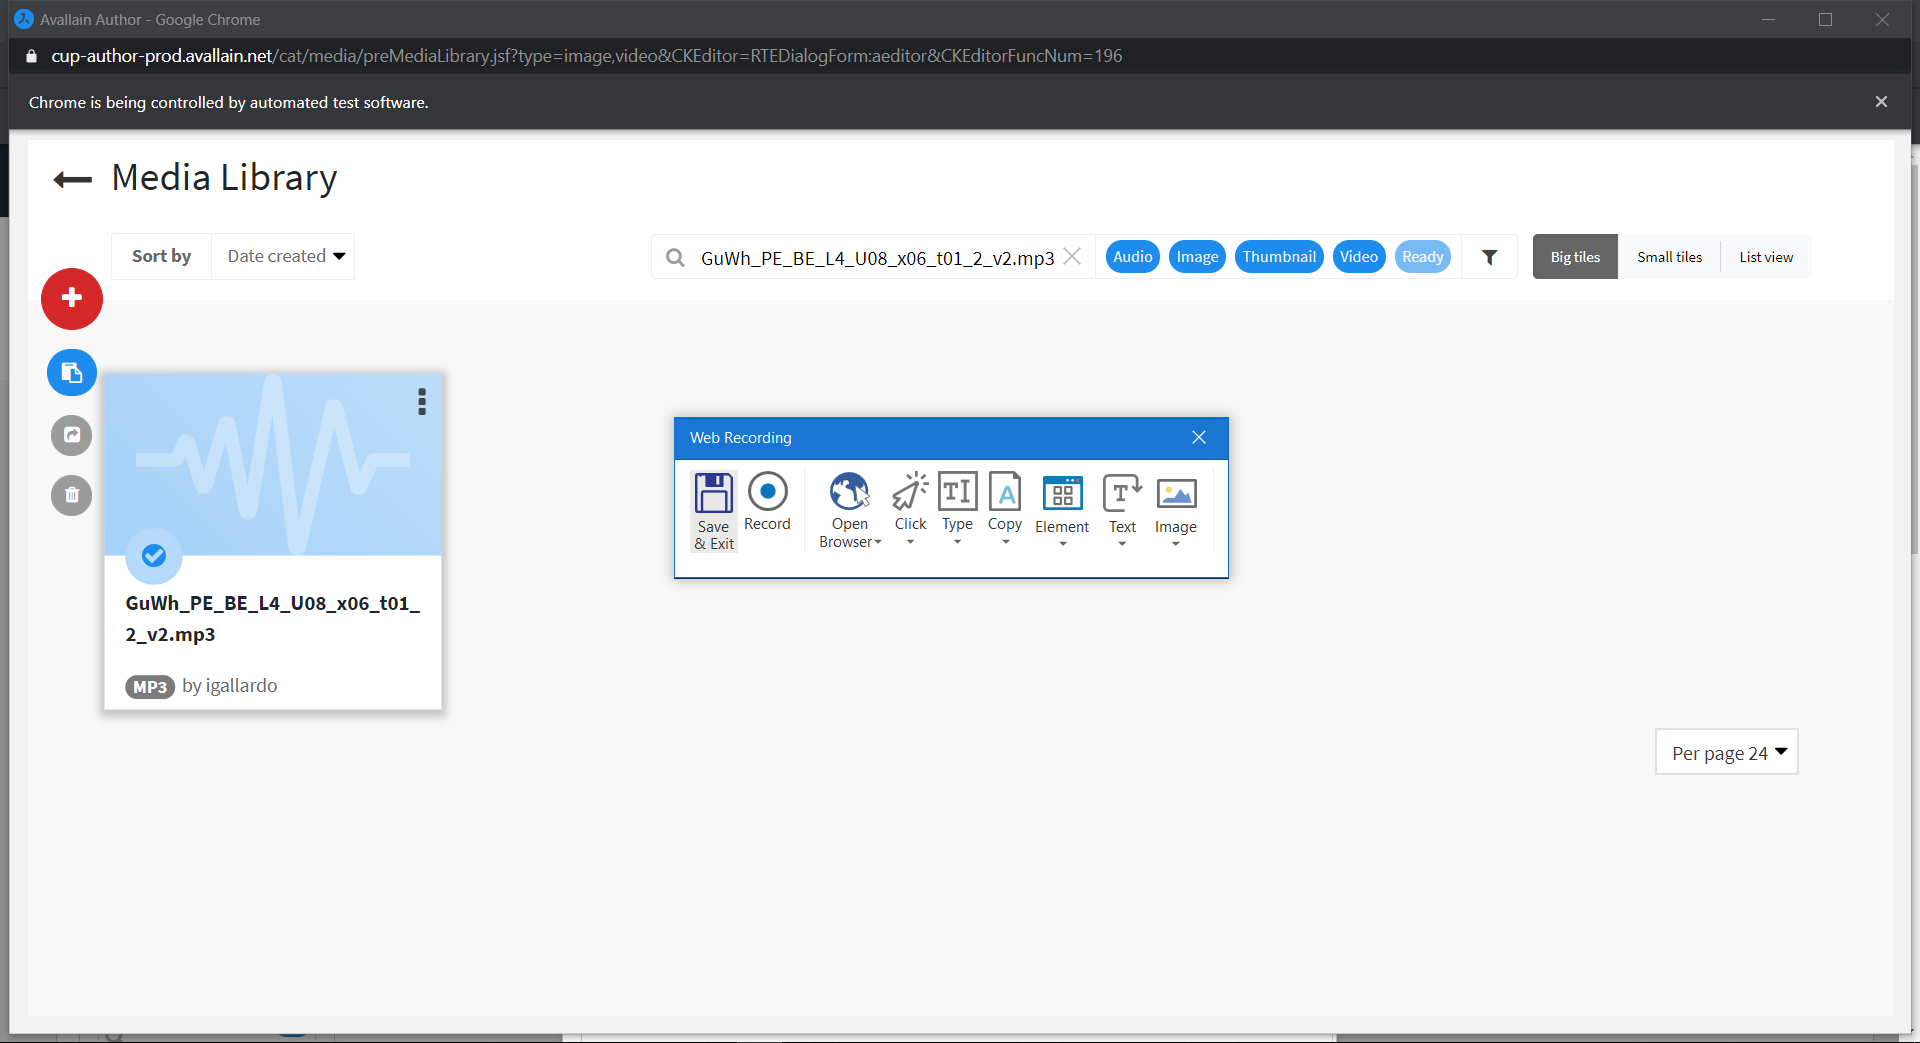 Avallain Author - Google Chrome
cup-author-prod.avallain.net/cat/media/preMediaLibrary.jsf?type=image,video&CKEditor=RTEDialogForm:aeditor&CKEditorFuncNum=196
Chrome is being controlled by automated test software.
Media Library
Sort by Date created
GuWh_PE_BE_L4_U08_x06_t01_2_v2.mp3 Audio Image Thumbnail Video Ready Big tiles Small tiles List view
Web Recording
Save & Exit
Record
Open Browser
Click
Type
Copy
Element
Text
Image
GuWh_PE_BE_L4_U08_x06_t01_
2_v2.mp3
MP3 by igallardo
Per page 24